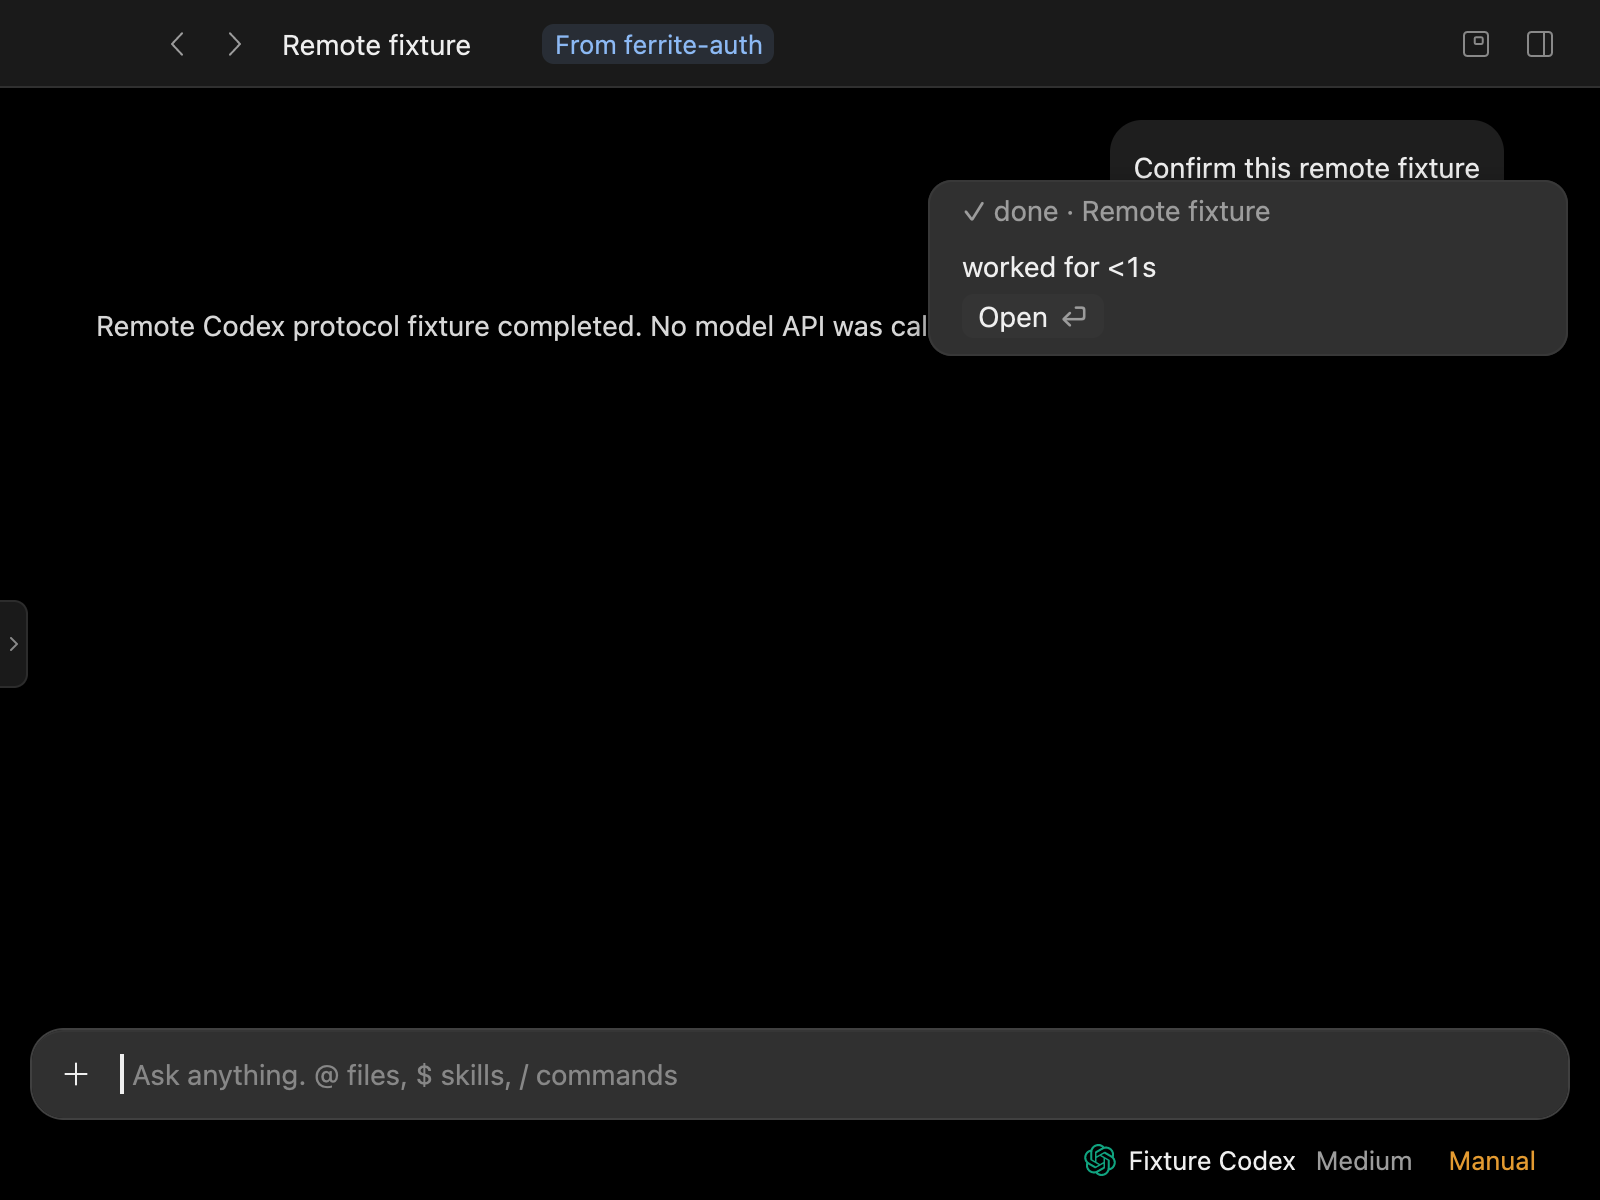 Remote fixture
From ferrite-auth
Confirm this remote fixture
✓ done · Remote fixture
worked for <1s
Open
Remote Codex protocol fixture completed. No model API was
Ask anything. @ files, $ skills, / commands
Fixture Codex Medium Manual